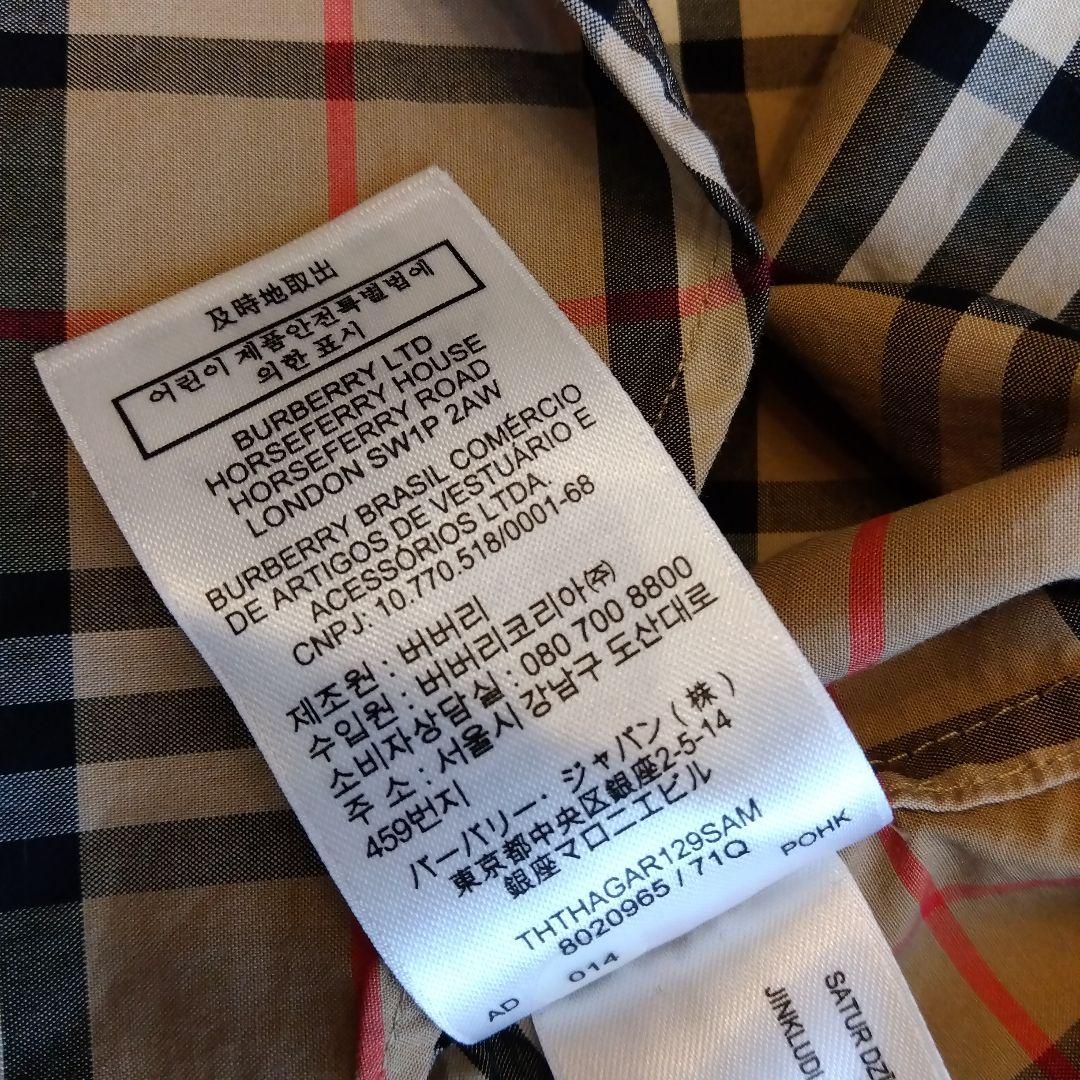 及時地取出
어린이 제품안전특별법에
의한 표시
BURBERRY LTD
HORSEFERRY HOUSE
HORSEFERRY ROAD
LONDON SW1P 2AW
BURBERRY BRASIL COMÉRCIO
DE ARTIGOS DE VESTUÁRIO E
ACESSÓRIOS LTDA.
CNPJ: 10.770.518/0001-68
제조원 : 버버리
수입원 : 버버리코리아㈜
소비자상담실 : 080 700 8800
주 소 : 서울시 강남구 도산대로
459번지
バーバリー・ジャパン（株）
東京都中央区銀座2-5-14
銀座マロニエビル
THTHAGAR129SAM
8020965 / 71Q
AD 014 POHK
SATUR